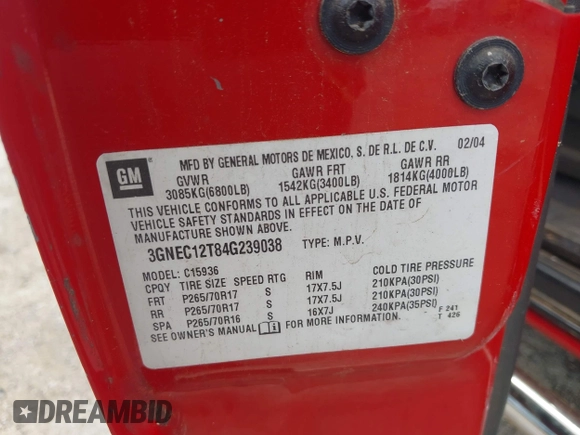 GM
MFD BY GENERAL MOTORS DE MEXICO, S. DE R.L. DE C.V. 02/04
GVWR GAWR FRT GAWR RR
3085KG(6800LB) 1542KG(3400LB) 1814KG(4000LB)
THIS VEHICLE CONFORMS TO ALL APPLICABLE U.S. FEDERAL MOTOR
VEHICLE SAFETY STANDARDS IN EFFECT ON THE DATE OF
MANUFACTURE SHOWN ABOVE.
3GNEC12T84G239038 TYPE: M.P.V.
MODEL: C15936
CPQY TIRE SIZE SPEED RTG RIM COLD TIRE PRESSURE
FRT P265/70R17 S 17X7.5J 210KPA(30PSI)
RR P265/70R17 S 17X7.5J 210KPA(30PSI)
SPA P265/70R16 S 16X7J 240KPA(35PSI) F 241
SEE OWNER'S MANUAL FOR MORE INFORMATION. T 426
DREAMBID